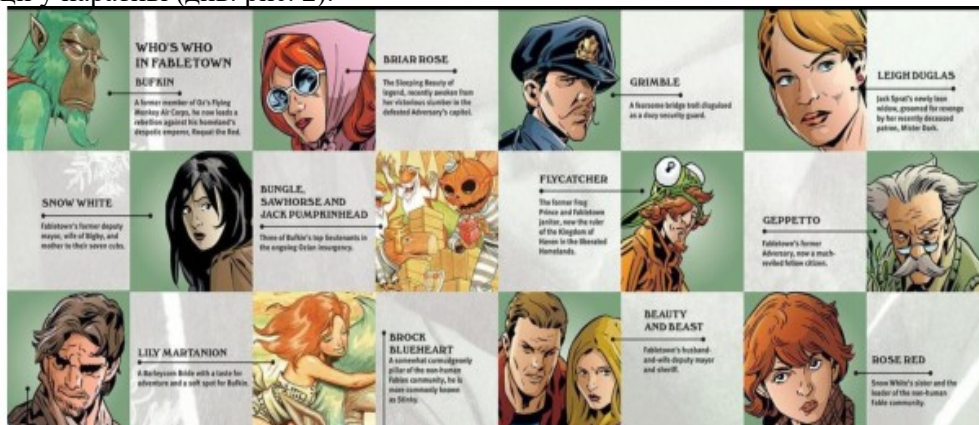 WHO'S WHO
IN FABLETOWN
BUFKIN
A former member of Oz's Flying
Monkey Air Corps, he now leads a
rebellion against his homeland's
despotic emperor, Roquat the Red.
BRIAR ROSE
The Sleeping Beauty of
legend, recently awoken from
her victorious slumber in the
defeated Adversary's capitol.
GRIMBLE
A fearsome bridge troll disguised
as a dozy security guard.
LEIGH DUGLAS
Jack Sprat's newly lean
widow, groomed for revenge
by her recently deceased
patron, Mister Dark.
SNOW WHITE
Fabletown's former deputy
mayor, wife of Bigby, and
mother to their seven cubs.
BUNGLE,
SAWHORSE AND
JACK PUMPKINHEAD
Three of Bufkin's top lieutenants in
the ongoing Ozian insurgency.
FLYCATCHER
The former Frog
Prince and Fabletown
janitor, now the ruler
of the Kingdom of
Haven in the liberated
Homelands.
GEPPETTO
Fabletown's former
Adversary, now a much-
reviled fellow citizen.
LILY MARTANION
A Barleycorn Bride with a taste for
adventure and a soft spot for Bufkin.
BROCK
BLUEHEART
A somewhat curmudgeonly
pillar of the non-human
Fables community, he is
more commonly known
as Stinky.
BEAUTY
AND BEAST
Fabletown's husband-
and-wife deputy mayor
and sheriff.
ROSE RED
Snow White's sister and the
leader of the non-human
Fable community.